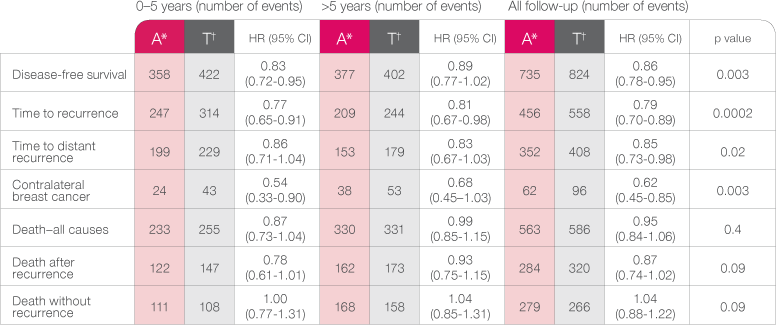 0–5 years (number of events) >5 years (number of events) All follow-up (number of events)
A* T† HR (95% CI) A* T† HR (95% CI) A* T† HR (95% CI) p value
Disease-free survival 358 422 0.83 (0.72-0.95) 377 402 0.89 (0.77-1.02) 735 824 0.86 (0.78-0.95) 0.003
Time to recurrence 247 314 0.77 (0.65-0.91) 209 244 0.81 (0.67-0.98) 456 558 0.79 (0.70-0.89) 0.0002
Time to distant recurrence 199 229 0.86 (0.71-1.04) 153 179 0.83 (0.67-1.03) 352 408 0.85 (0.73-0.98) 0.02
Contralateral breast cancer 24 43 0.54 (0.33-0.90) 38 53 0.68 (0.45–1.03) 62 96 0.62 (0.45-0.85) 0.003
Death–all causes 233 255 0.87 (0.73-1.04) 330 331 0.99 (0.85-1.15) 563 586 0.95 (0.84-1.06) 0.4
Death after recurrence 122 147 0.78 (0.61-1.01) 162 173 0.93 (0.75-1.15) 284 320 0.87 (0.74-1.02) 0.09
Death without recurrence 111 108 1.00 (0.77-1.31) 168 158 1.04 (0.85-1.31) 279 266 1.04 (0.88-1.22) 0.09